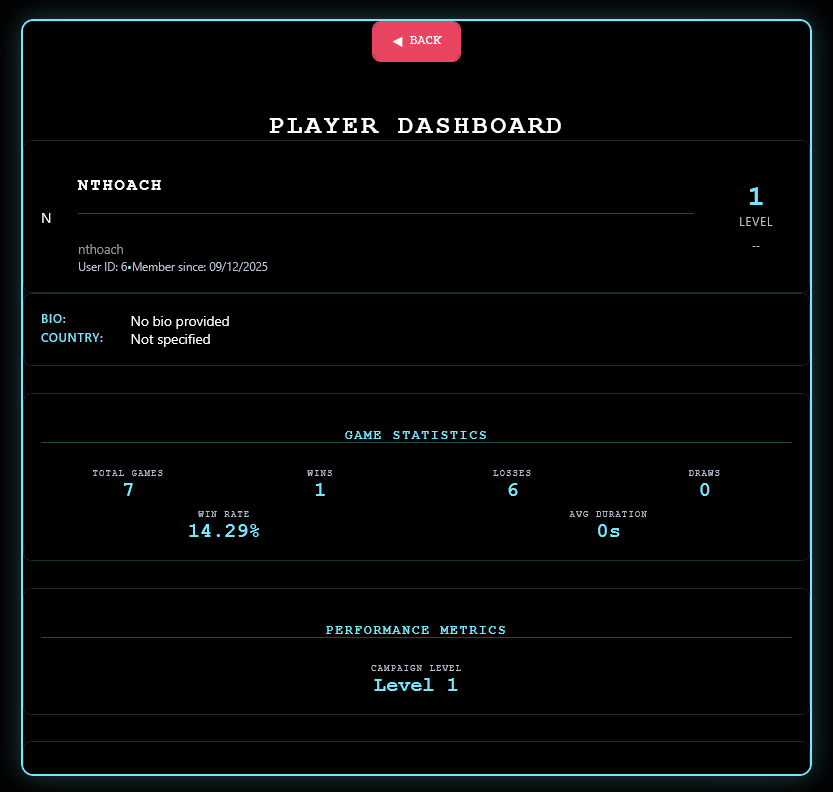 ◀ BACK
PLAYER DASHBOARD
NTHOACH
N
nthoach
User ID: 6•Member since: 09/12/2025
1
LEVEL
--
BIO: No bio provided
COUNTRY: Not specified
GAME STATISTICS
TOTAL GAMES WINS LOSSES DRAWS
7 1 6 0
WIN RATE AVG DURATION
14.29% 0s
PERFORMANCE METRICS
CAMPAIGN LEVEL
Level 1